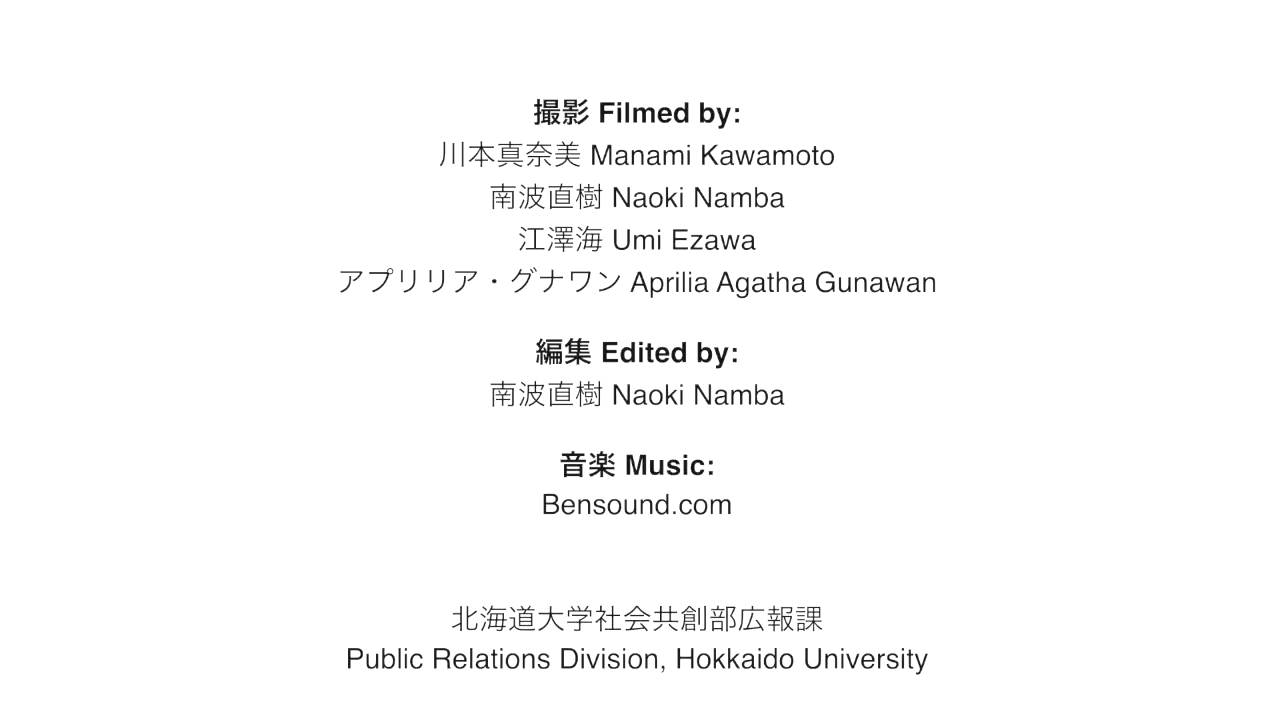 撮影 Filmed by:
川本真奈美 Manami Kawamoto
南波直樹 Naoki Namba
江澤海 Umi Ezawa
アプリリア・グナワン Aprilia Agatha Gunawan
編集 Edited by:
南波直樹 Naoki Namba
音楽 Music:
Bensound.com
北海道大学社会共創部広報課
Public Relations Division, Hokkaido University